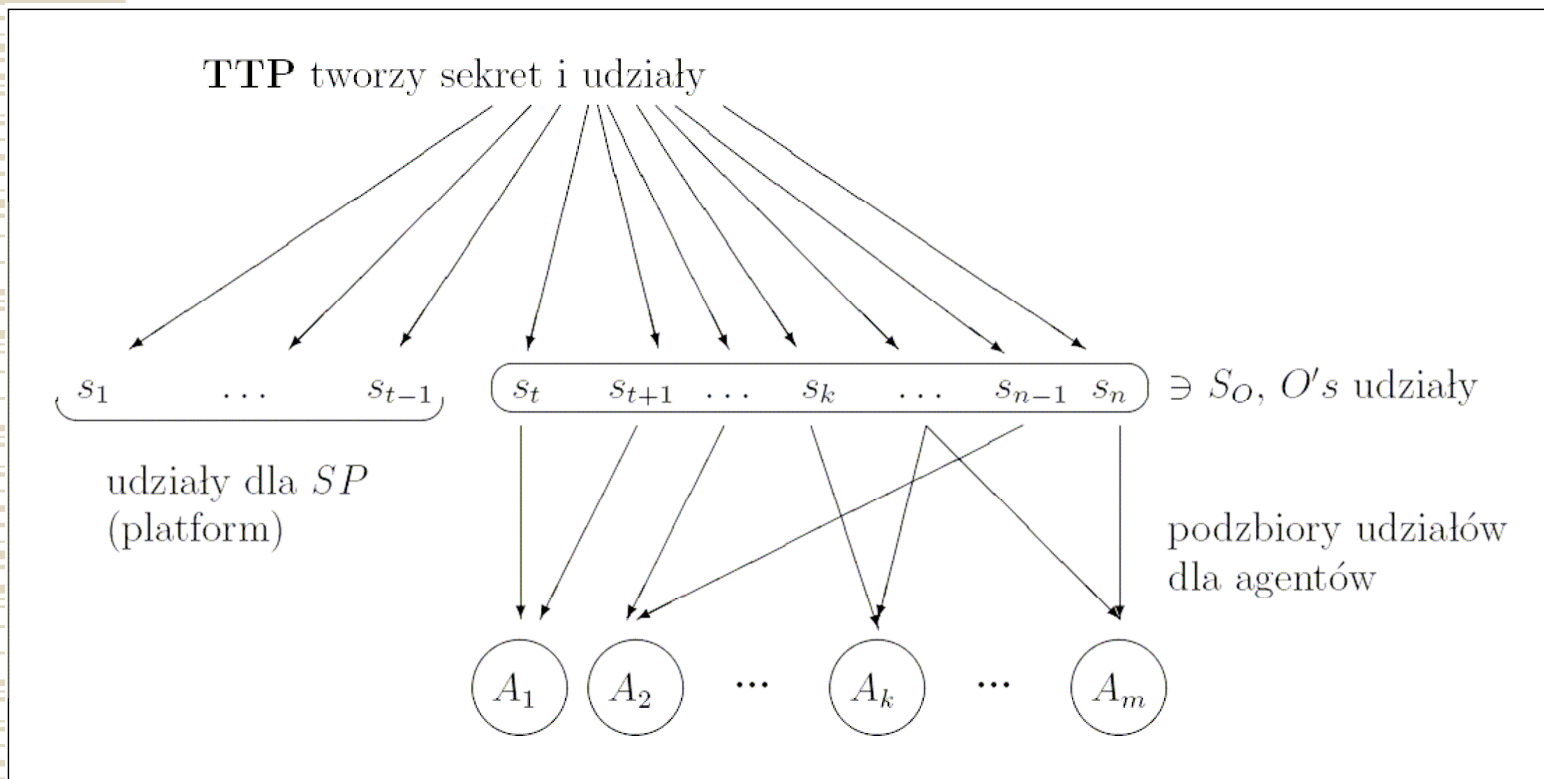 TTP tworzy sekret i udziały
s₁ ... sₜ₋₁ sₜ sₜ₊₁ ... sₖ ... sₙ₋₁ sₙ ∋ S_O, O's udziały
udziały dla SP
(platform)
podzbiory udziałów
dla agentów
A₁ A₂ ... Aₖ ... Aₘ